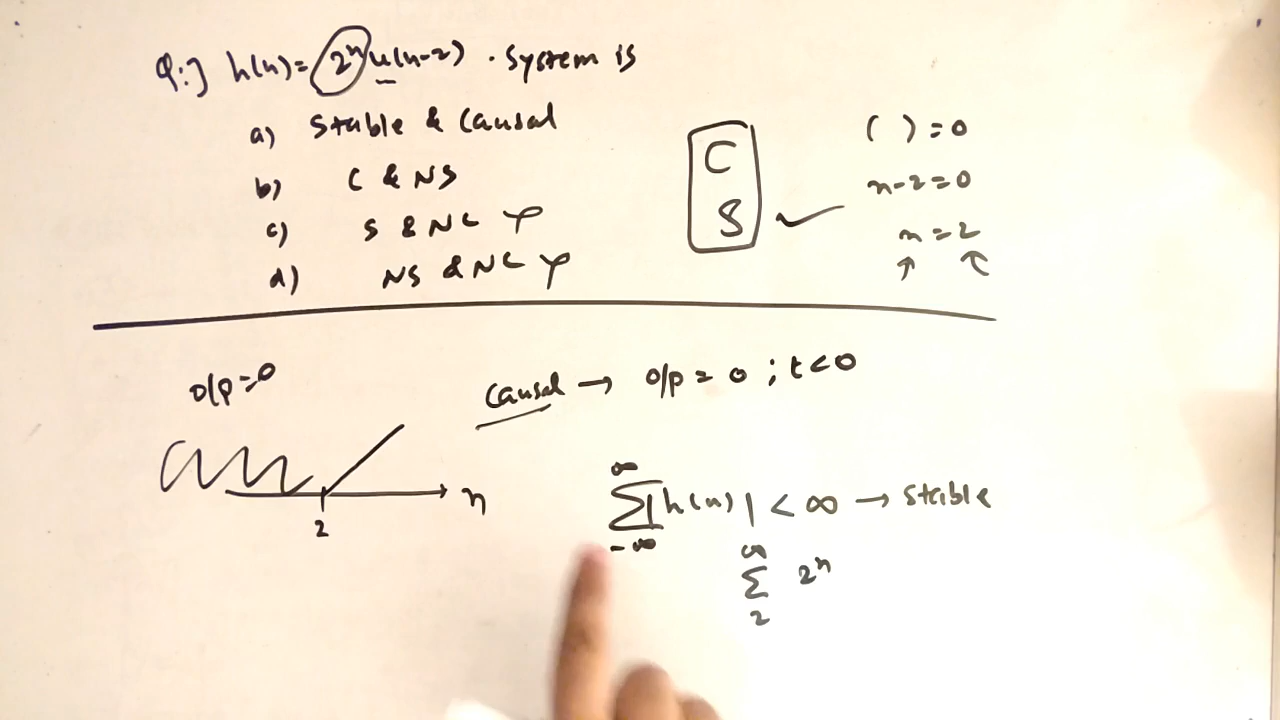 Q:] h(n)= 2ⁿ u(n-2) . System is
a) Stable & Causal
b) C & NS
c) S & NC
d) NS & NC
C
S
( ) = 0
n-2=0
n=2
o/p=0
n
2
Causal → o/p = 0 ; t<0
∞
Σ |h(n)| < ∞ → Stable
-∞
∞
Σ 2ⁿ
2